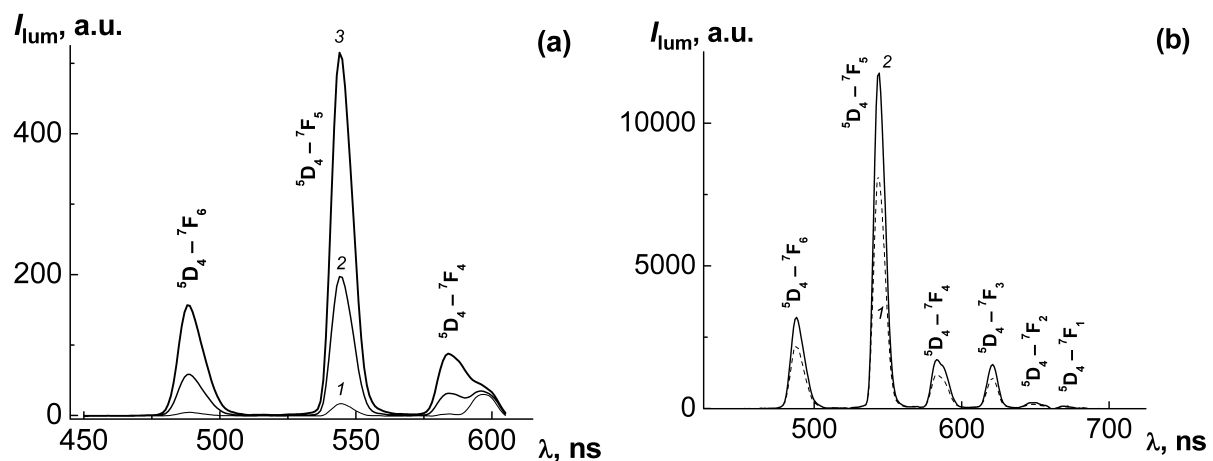 I_lum, a.u.
(a)
3
400
200
0
2
1
⁵D₄ – ⁷F₆
⁵D₄ – ⁷F₅
⁵D₄ – ⁷F₄
450
500
550
600
λ, ns
I_lum, a.u.
(b)
10000
5000
0
2
1
⁵D₄ – ⁷F₆
⁵D₄ – ⁷F₅
⁵D₄ – ⁷F₄
⁵D₄ – ⁷F₃
⁵D₄ – ⁷F₂
⁵D₄ – ⁷F₁
500
600
700
λ, ns